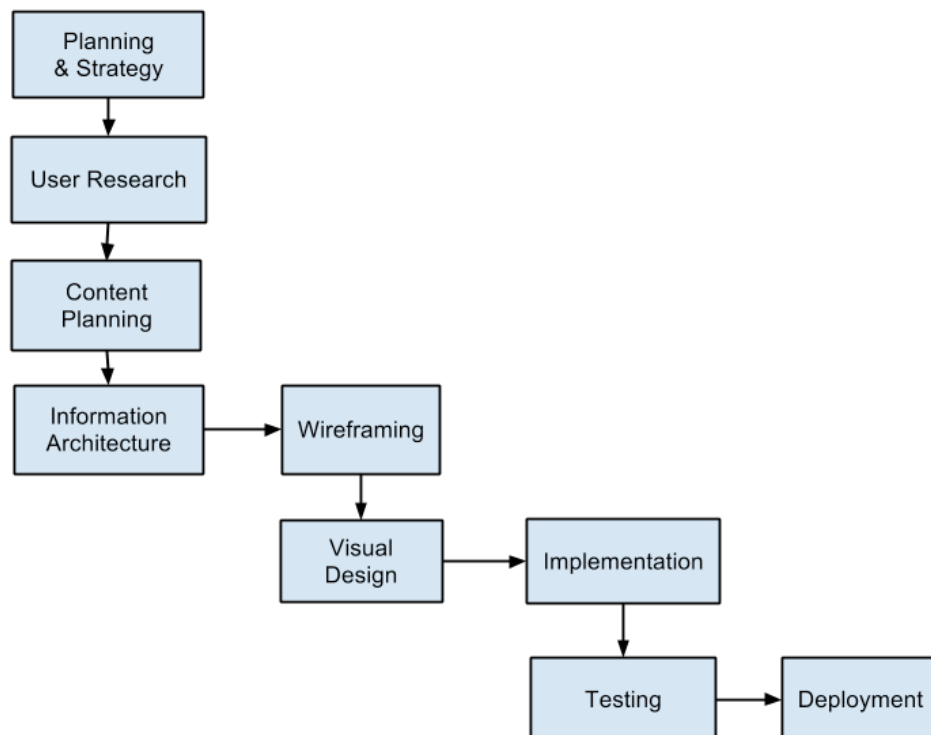 Planning
& Strategy
User Research
Content
Planning
Information
Architecture
Wireframing
Visual
Design
Implementation
Testing
Deployment